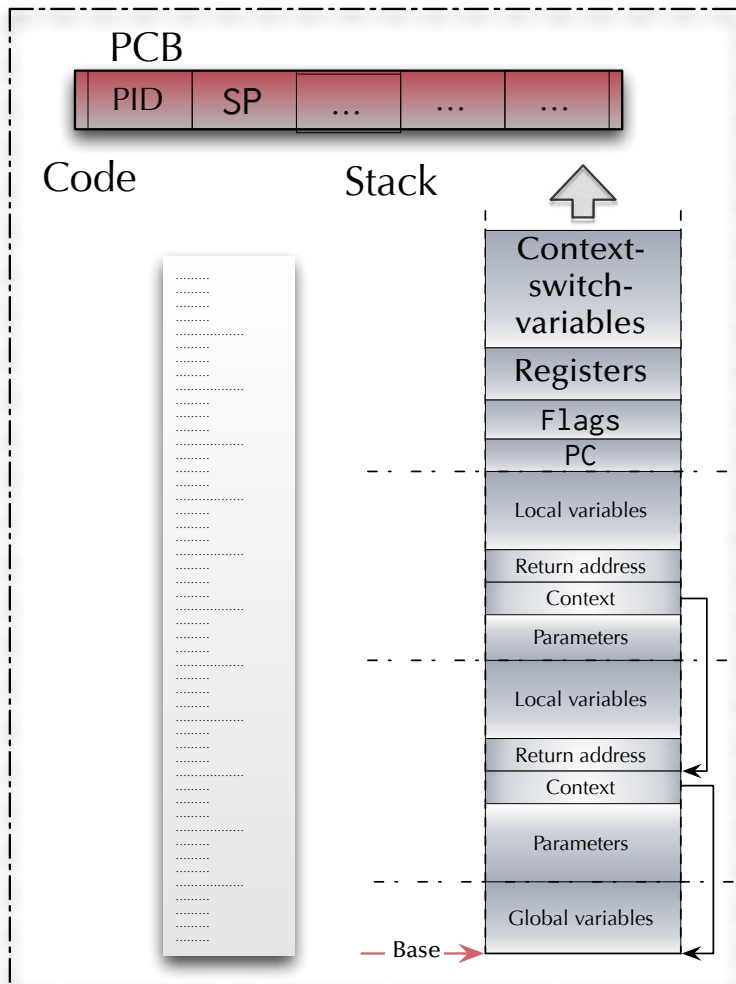 PCB
PID SP ... ... ...
Code
Stack
Context-
switch-
variables
Registers
Flags
PC
Local variables
Return address
Context
Parameters
Local variables
Return address
Context
Parameters
Global variables
Base